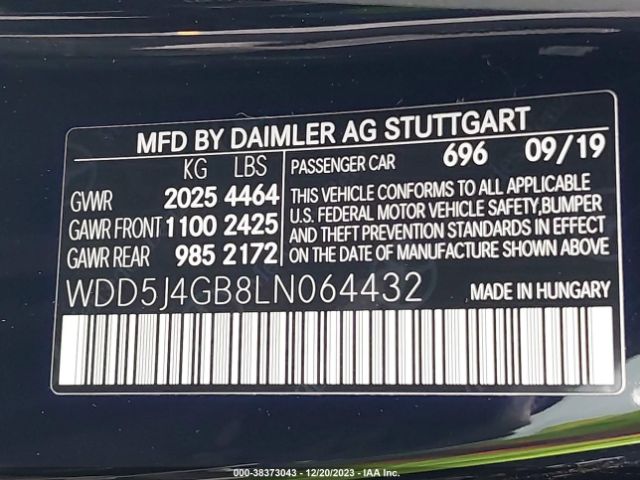 MFD BY DAIMLER AG STUTTGART
KG LBS
GVWR 2025 4464
GAWR FRONT 1100 2425
GAWR REAR 985 2172
PASSENGER CAR 696 09/19
THIS VEHICLE CONFORMS TO ALL APPLICABLE
U.S. FEDERAL MOTOR VEHICLE SAFETY,BUMPER
AND THEFT PREVENTION STANDARDS IN EFFECT
ON THE DATE OF MANUFACTURE SHOWN ABOVE.
WDD5J4GB8LN064432 MADE IN HUNGARY
000-38373043 - 12/20/2023 - IAA Inc.